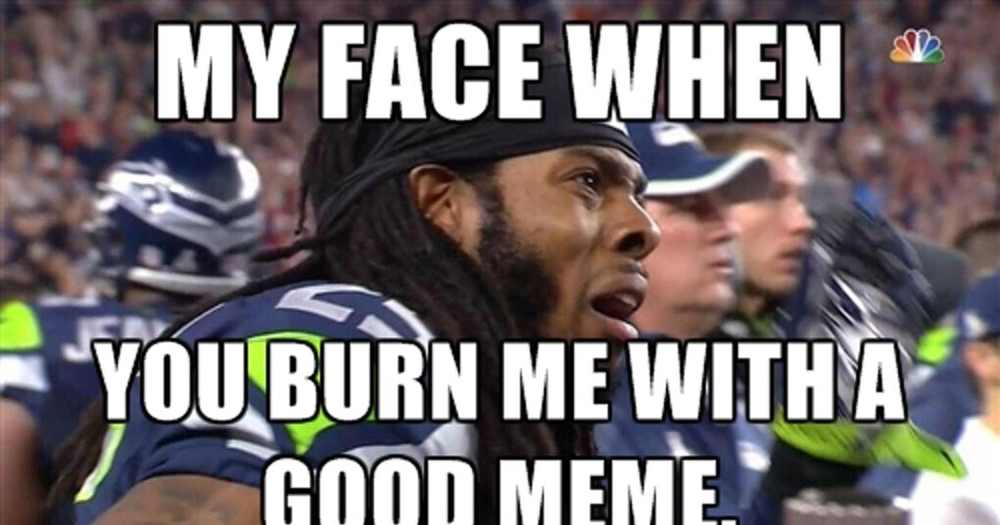 MY FACE WHEN
YOU BURN ME WITH A
GOOD MEME.